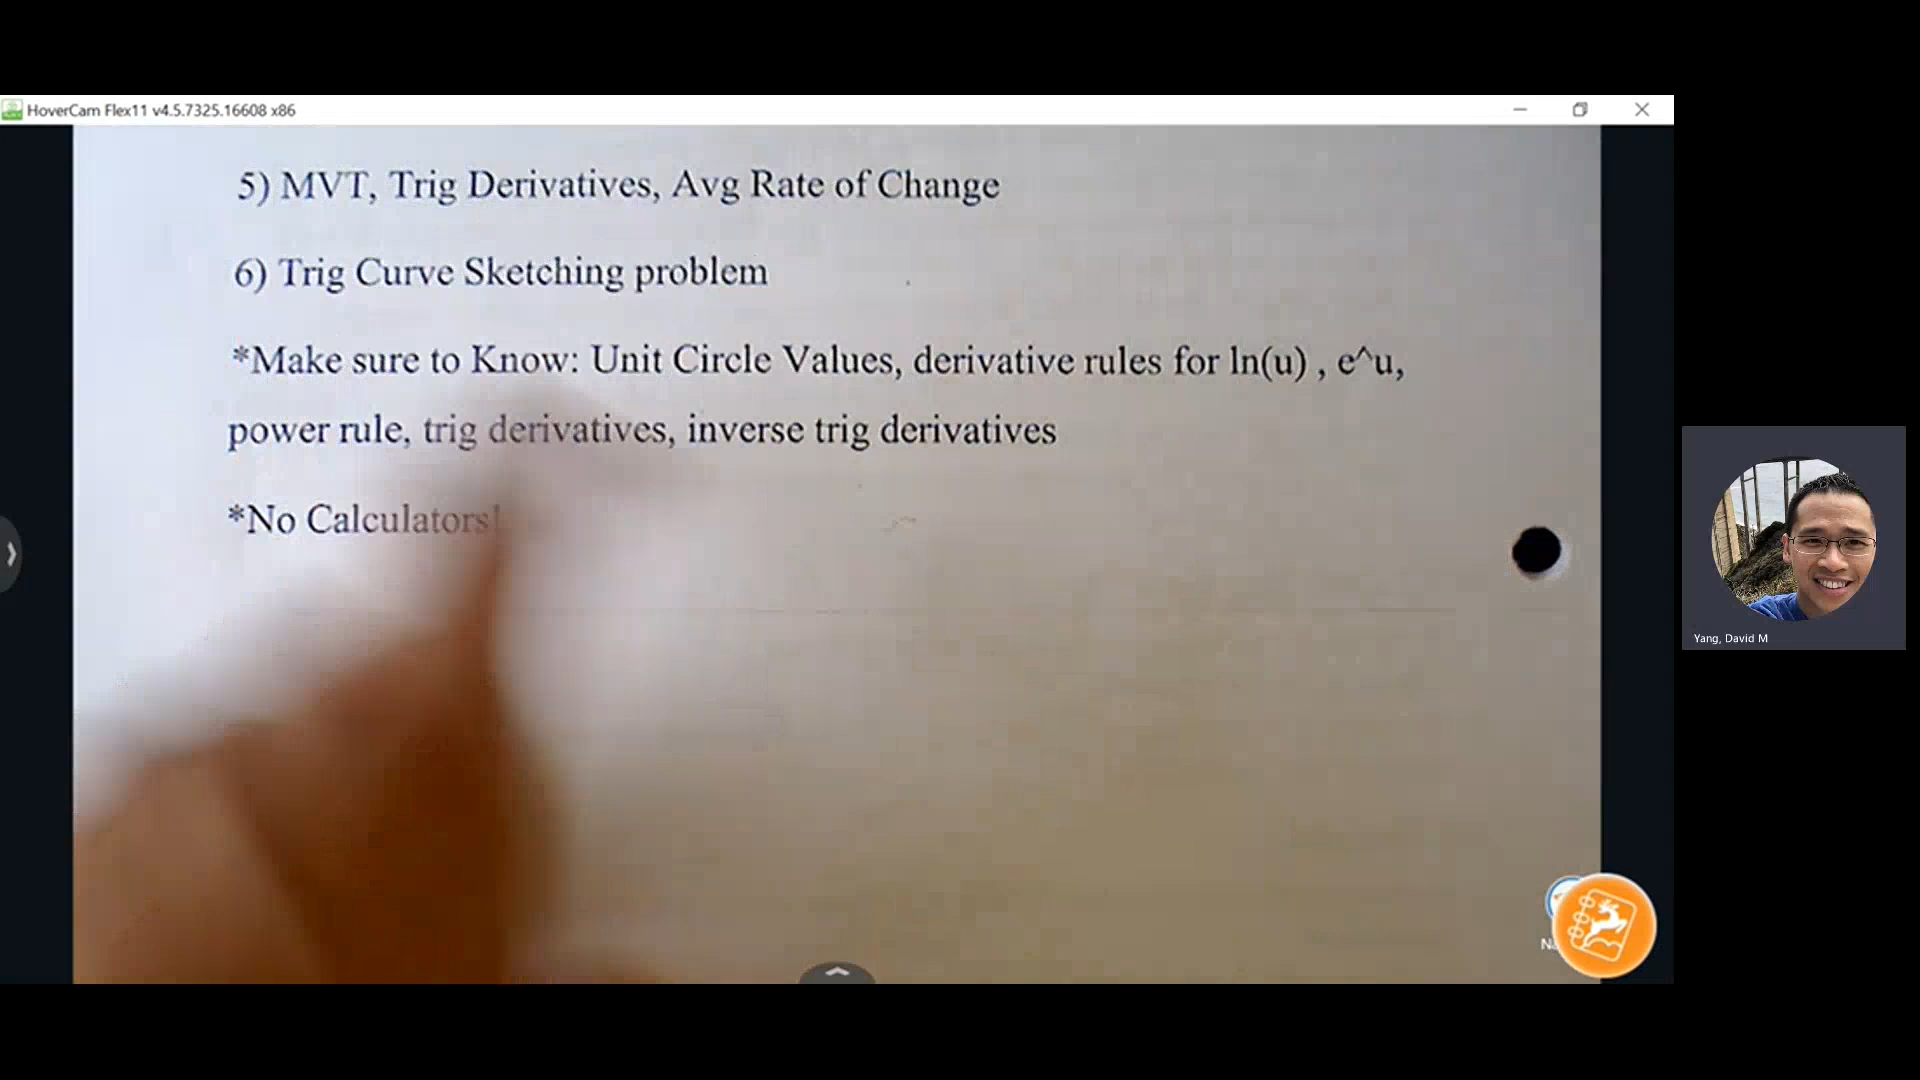 HoverCam Flex11 v4.5.7325.16608 x86
5) MVT, Trig Derivatives, Avg Rate of Change
6) Trig Curve Sketching problem
*Make sure to Know: Unit Circle Values, derivative rules for ln(u) , e^u,
power rule, trig derivatives, inverse trig derivatives
*No Calculators!
Yang, David M